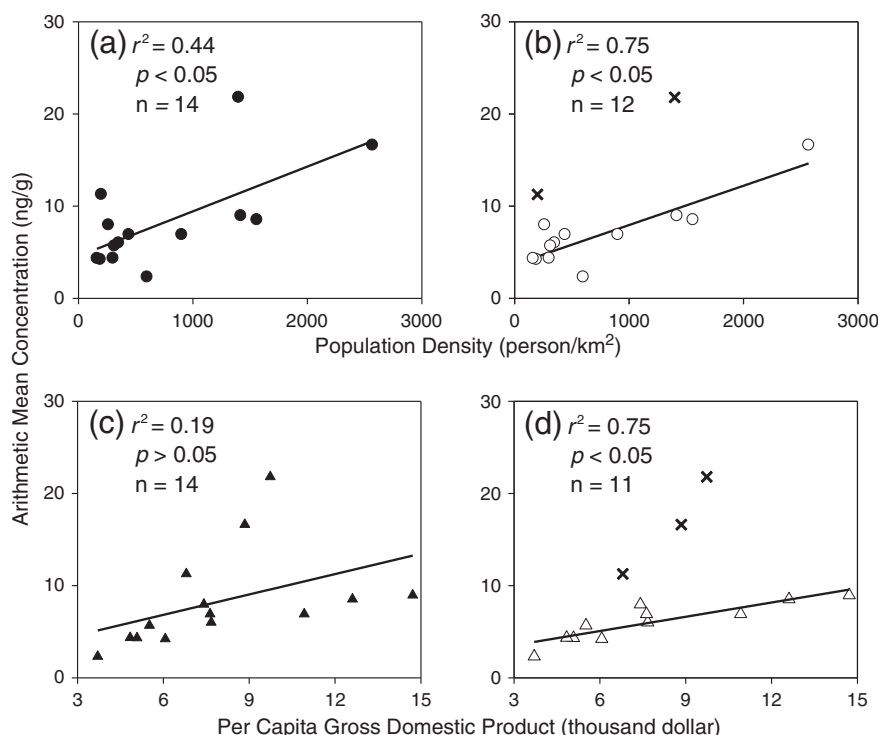 Arithmetic Mean Concentration (ng/g)
(a) r² = 0.44
p < 0.05
n = 14
30
20
10
0
0 1000 2000 3000
(b) r² = 0.75
p < 0.05
n = 12
30
20
10
0
0 1000 2000 3000
Population Density (person/km²)
(c) r² = 0.19
p > 0.05
n = 14
30
20
10
0
3 6 9 12 15
(d) r² = 0.75
p < 0.05
n = 11
30
20
10
0
3 6 9 12 15
Per Capita Gross Domestic Product (thousand dollar)